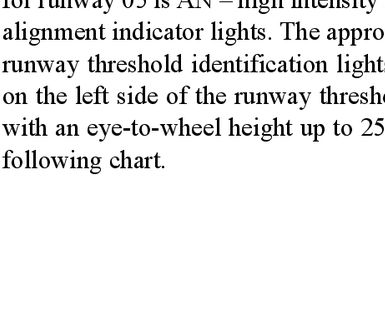 for runway 05 is AN – high intensity
alignment indicator lights. The appro
runway threshold identification light
on the left side of the runway thresh
with an eye-to-wheel height up to 25
following chart.